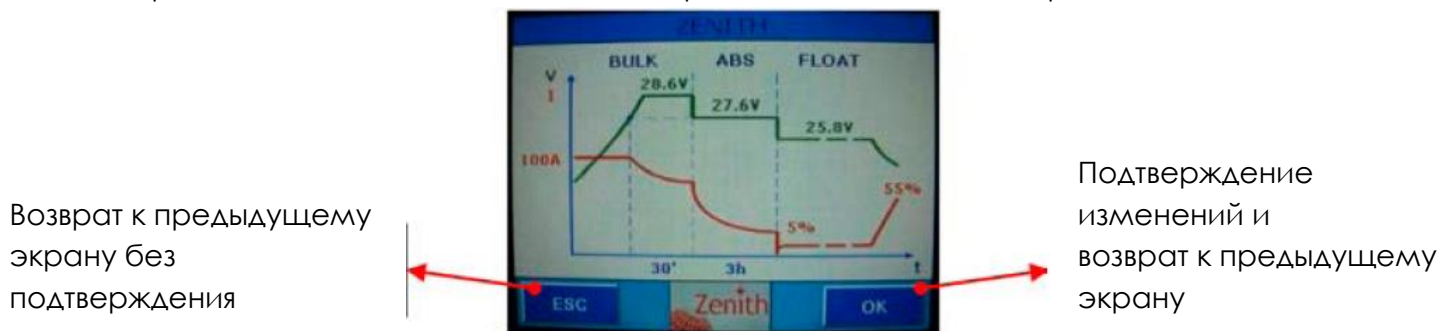 ZENITH
BULK ABS FLOAT
V
I
28.6V
27.6V
25.8V
100A
55%
5%
30' 3h t
ESC Zenith OK
Возврат к предыдущему
экрану без
подтверждения
Подтверждение
изменений и
возврат к предыдущему
экрану